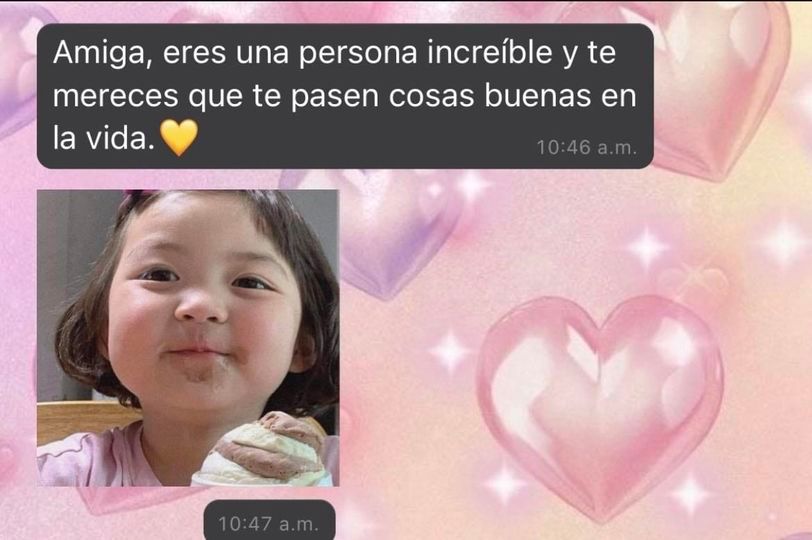 Amiga, eres una persona increíble y te
mereces que te pasen cosas buenas en
la vida.💛
10:46 a.m.
10:47 a.m.